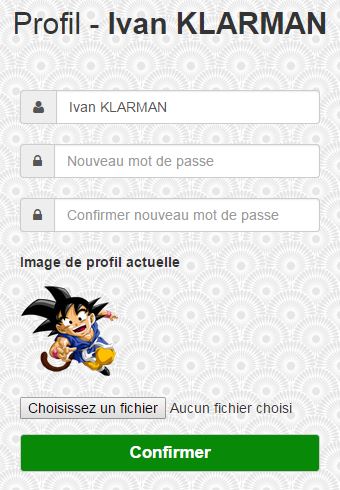 Profil - Ivan KLARMAN
Ivan KLARMAN
Nouveau mot de passe
Confirmer nouveau mot de passe
Image de profil actuelle
Choisissez un fichier Aucun fichier choisi
Confirmer